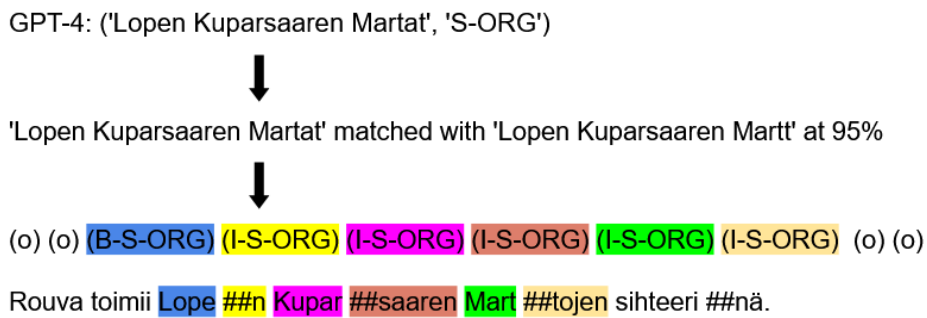 GPT-4: ('Lopen Kuparsaaren Martat', 'S-ORG')
'Lopen Kuparsaaren Martat' matched with 'Lopen Kuparsaaren Martt' at 95%
(o) (o) (B-S-ORG) (I-S-ORG) (I-S-ORG) (I-S-ORG) (I-S-ORG) (I-S-ORG) (o) (o)
Rouva toimii Lope ##n Kupar ##saaren Mart ##tojen sihteeri ##nä.